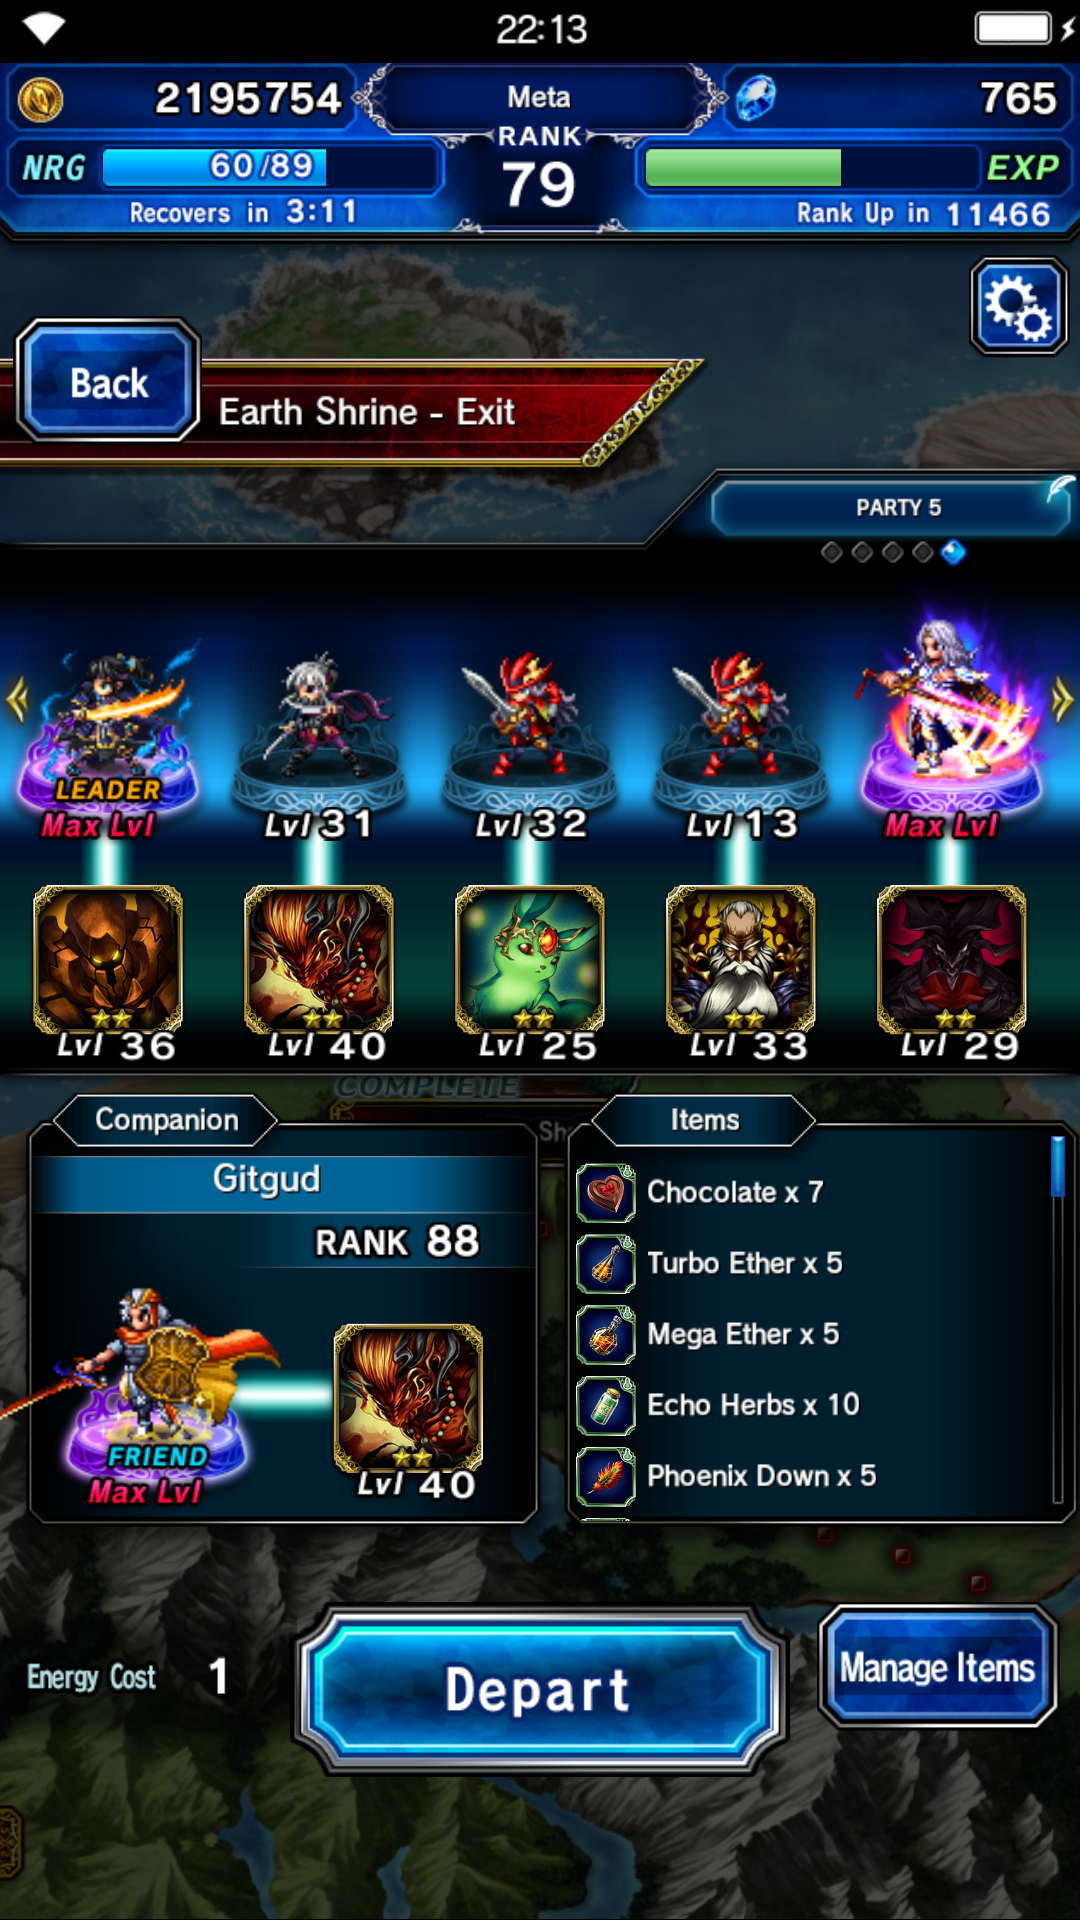 22:13
2195754
Meta
765
RANK
79
NRG
60/89
EXP
Recovers in 3:11
Rank Up in 11466
Back
Earth Shrine - Exit
PARTY 5
LEADER
Max Lvl
Lvl 31
Lvl 32
Lvl 13
Max Lvl
Lvl 36
Lvl 40
Lvl 25
Lvl 33
Lvl 29
COMPLETE
Companion
Items
Gitgud
RANK 88
FRIEND
Max Lvl
Lvl 40
Chocolate x 7
Turbo Ether x 5
Mega Ether x 5
Echo Herbs x 10
Phoenix Down x 5
Energy Cost 1
Depart
Manage Items